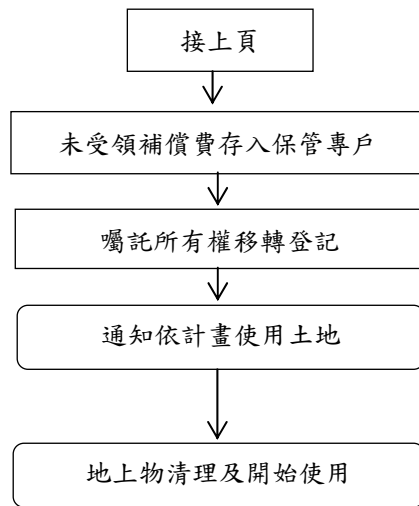 接上頁
未受領補償費存入保管專戶
囑託所有權移轉登記
通知依計畫使用土地
地上物清理及開始使用